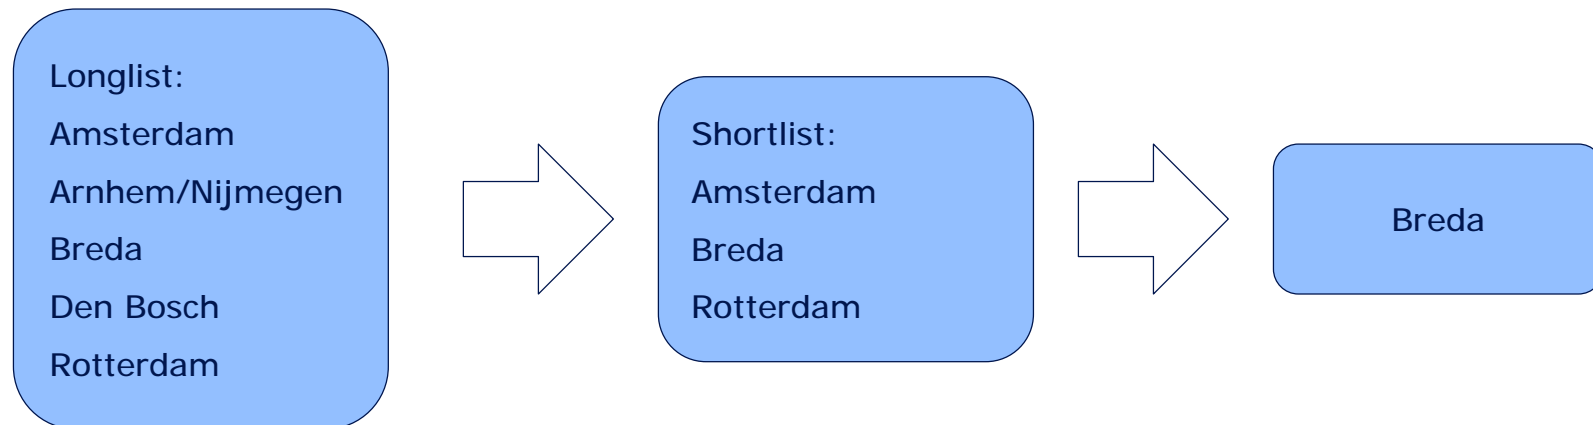 Longlist:
Amsterdam
Arnhem/Nijmegen
Breda
Den Bosch
Rotterdam
Shortlist:
Amsterdam
Breda
Rotterdam
Breda